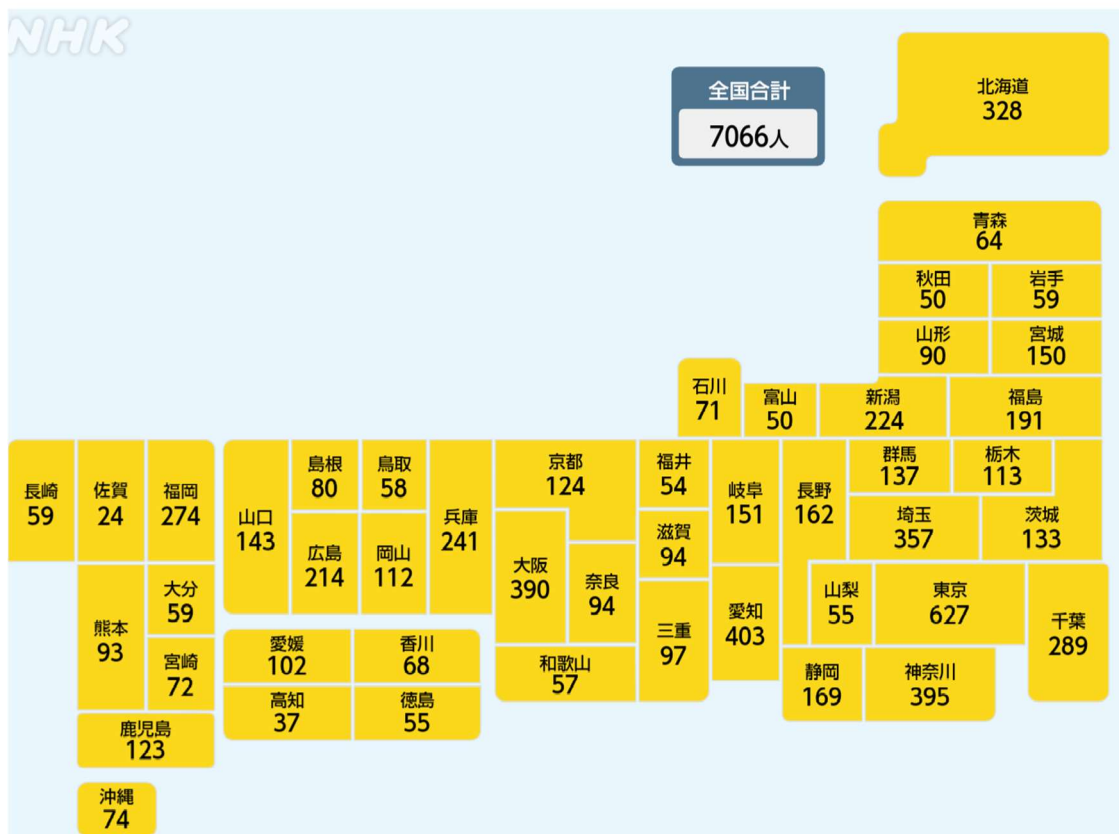 NHK
全国合計
7066人
北海道
328
青森
64
秋田
50
岩手
59
山形
90
宮城
150
石川
71
富山
50
新潟
224
福島
191
長崎
59
佐賀
24
福岡
274
山口
143
島根
80
鳥取
58
兵庫
241
京都
124
福井
54
岐阜
151
長野
162
群馬
137
栃木
113
広島
214
岡山
112
大阪
390
奈良
94
滋賀
94
埼玉
357
茨城
133
熊本
93
大分
59
宮崎
72
三重
97
愛知
403
山梨
55
東京
627
千葉
289
愛媛
102
香川
68
和歌山
57
静岡
169
神奈川
395
高知
37
徳島
55
鹿児島
123
沖縄
74